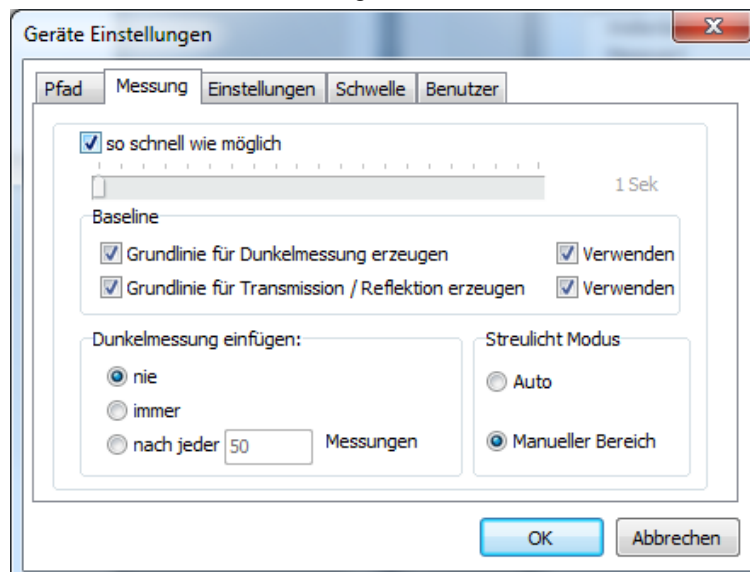 Geräte Einstellungen
Pfad Messung Einstellungen Schwelle Benutzer
so schnell wie möglich
1 Sek
Baseline
Grundlinie für Dunkelmessung erzeugen Verwenden
Grundlinie für Transmission / Reflektion erzeugen Verwenden
Dunkelmessung einfügen:
nie
immer
nach jeder 50 Messungen
Streulicht Modus
Auto
Manueller Bereich
OK Abbrechen